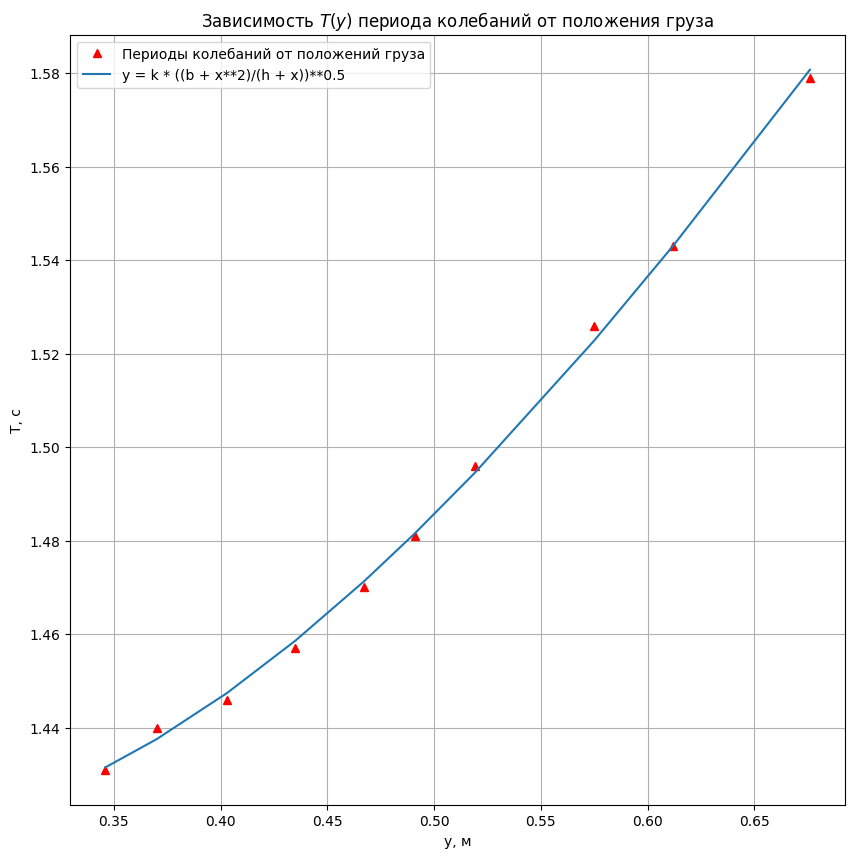 Зависимость T(y) периода колебаний от положения груза
Периоды колебаний от положений груза
y = k * ((b + x**2)/(h + x))**0.5
1.58
1.56
1.54
1.52
1.50
1.48
1.46
1.44
T, с
0.35 0.40 0.45 0.50 0.55 0.60 0.65
y, м